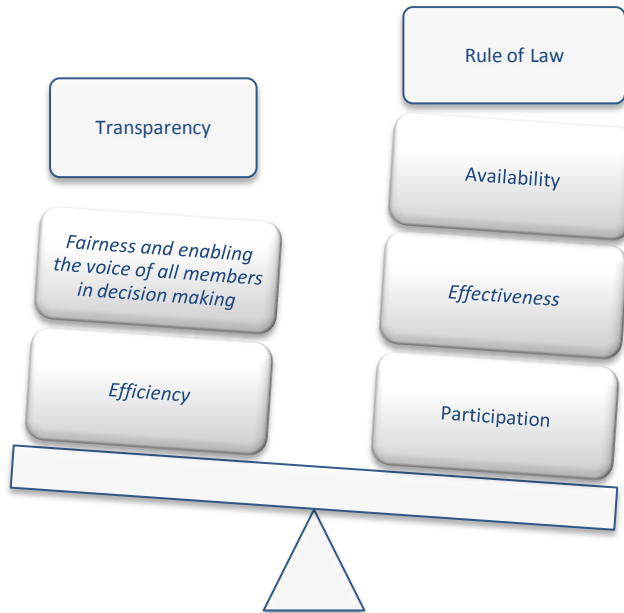 Transparency
Fairness and enabling
the voice of all members
in decision making
Efficiency
Rule of Law
Availability
Effectiveness
Participation